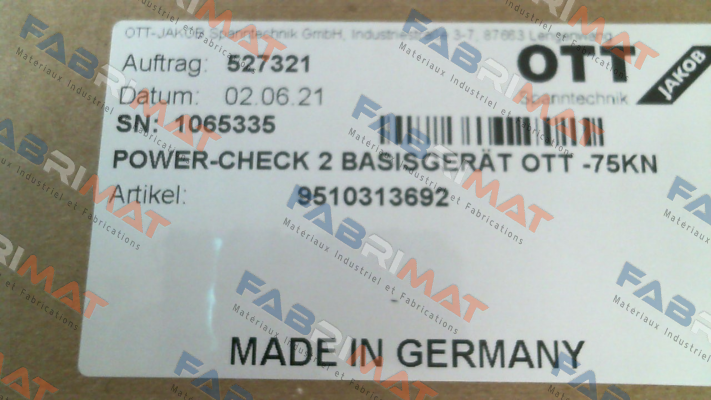 OTT-JAKOB Spanntechnik GmbH, Industriestraße 3-7, 87663 Lengenwang
OTT
JAKOB
Spanntechnik
Auftrag: 527321
Datum: 02.06.21
SN: 1065335
POWER-CHECK 2 BASISGERÄT OTT -75KN
Artikel: 9510313692
MADE IN GERMANY
FABRIMAT
Matériaux Industriel et Fabrications